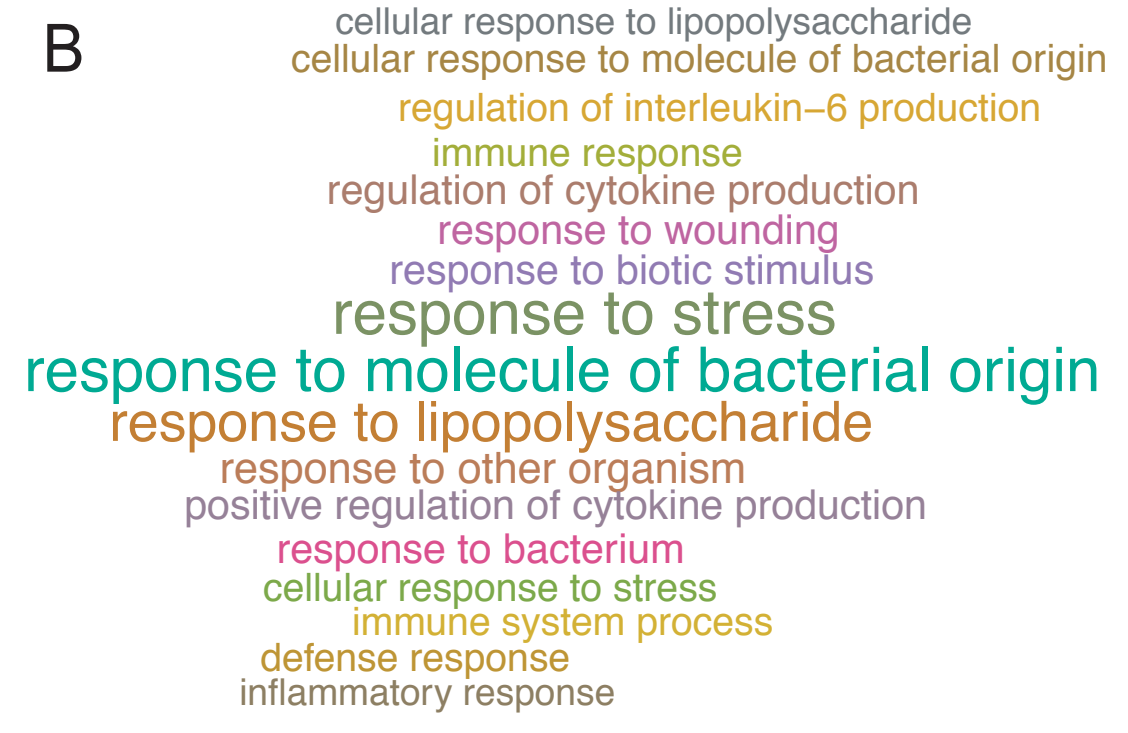 B
cellular response to lipopolysaccharide
cellular response to molecule of bacterial origin
regulation of interleukin−6 production
immune response
regulation of cytokine production
response to wounding
response to biotic stimulus
response to stress
response to molecule of bacterial origin
response to lipopolysaccharide
response to other organism
positive regulation of cytokine production
response to bacterium
cellular response to stress
immune system process
defense response
inflammatory response